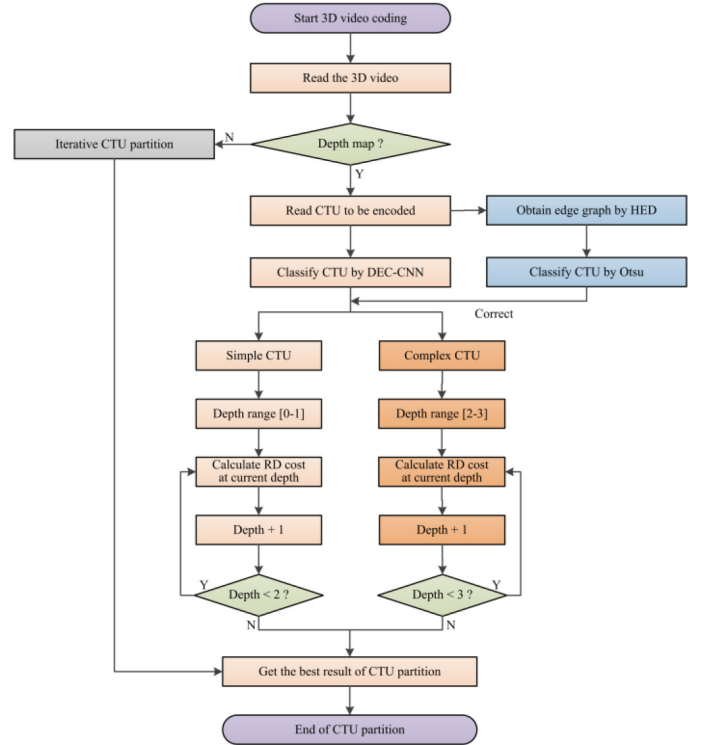 Start 3D video coding
Read the 3D video
Iterative CTU partition
N
Depth map ?
Y
Read CTU to be encoded
Obtain edge graph by HED
Classify CTU by DEC-CNN
Classify CTU by Otsu
Correct
Simple CTU
Complex CTU
Depth range [0-1]
Depth range [2-3]
Calculate RD cost
at current depth
Calculate RD cost
at current depth
Depth + 1
Depth + 1
Y
Depth < 2 ?
Depth < 3 ?
Y
N
N
Get the best result of CTU partition
End of CTU partition